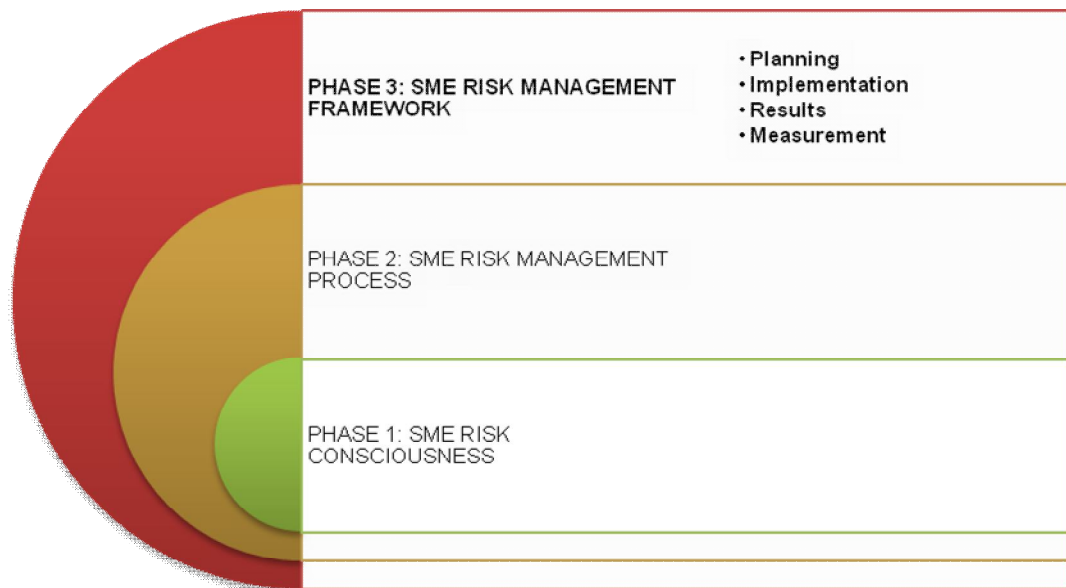 PHASE 3: SME RISK MANAGEMENT
FRAMEWORK
• Planning
• Implementation
• Results
• Measurement
PHASE 2: SME RISK MANAGEMENT
PROCESS
PHASE 1: SME RISK
CONSCIOUSNESS